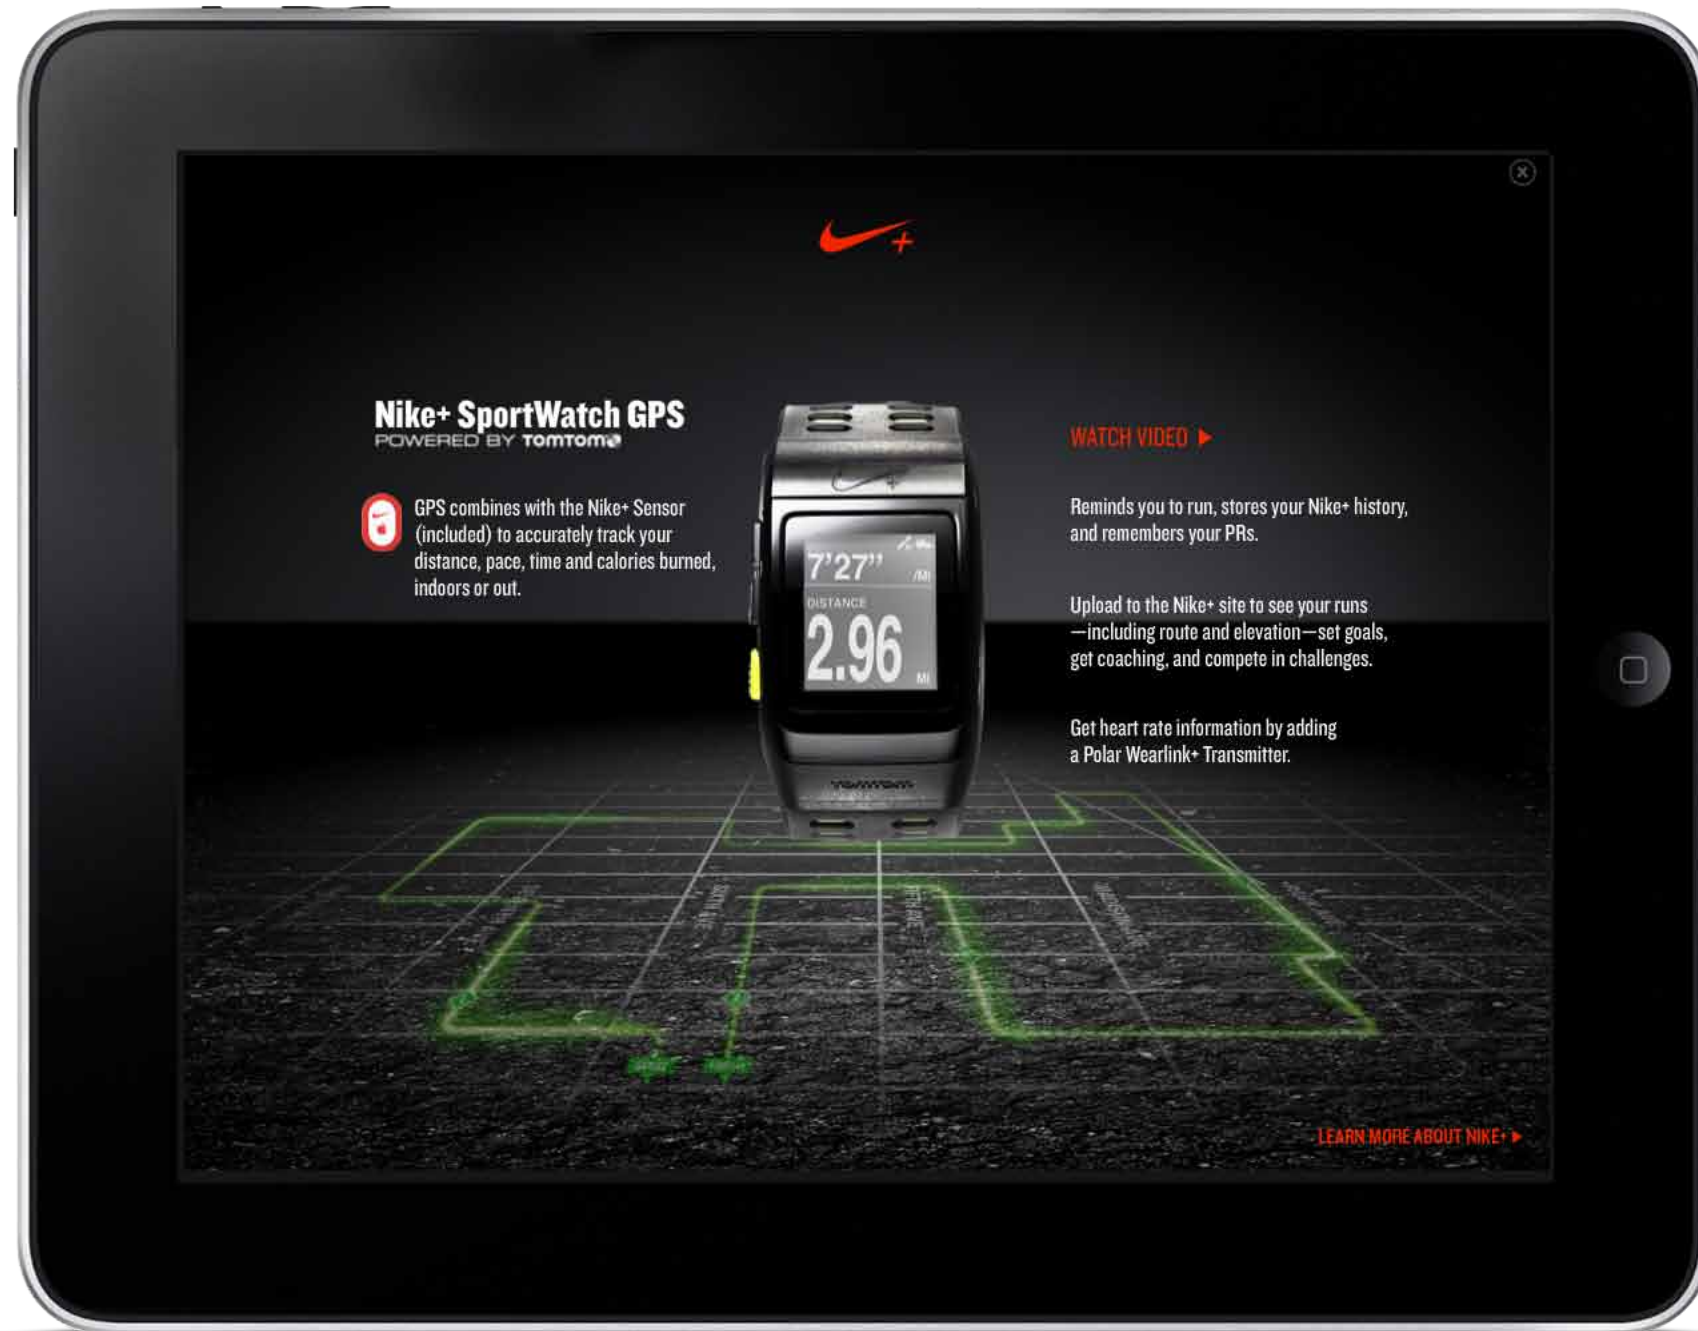 Nike+ SportWatch GPS
POWERED BY TOMTOM
GPS combines with the Nike+ Sensor
(included) to accurately track your
distance, pace, time and calories burned,
indoors or out.
7'27" /MI
DISTANCE
2.96 MI
TOMTOM
WATCH VIDEO
Reminds you to run, stores your Nike+ history,
and remembers your PRs.
Upload to the Nike+ site to see your runs
—including route and elevation—set goals,
get coaching, and compete in challenges.
Get heart rate information by adding
a Polar Wearlink+ Transmitter.
FIFTH AVE
LEARN MORE ABOUT NIKE+